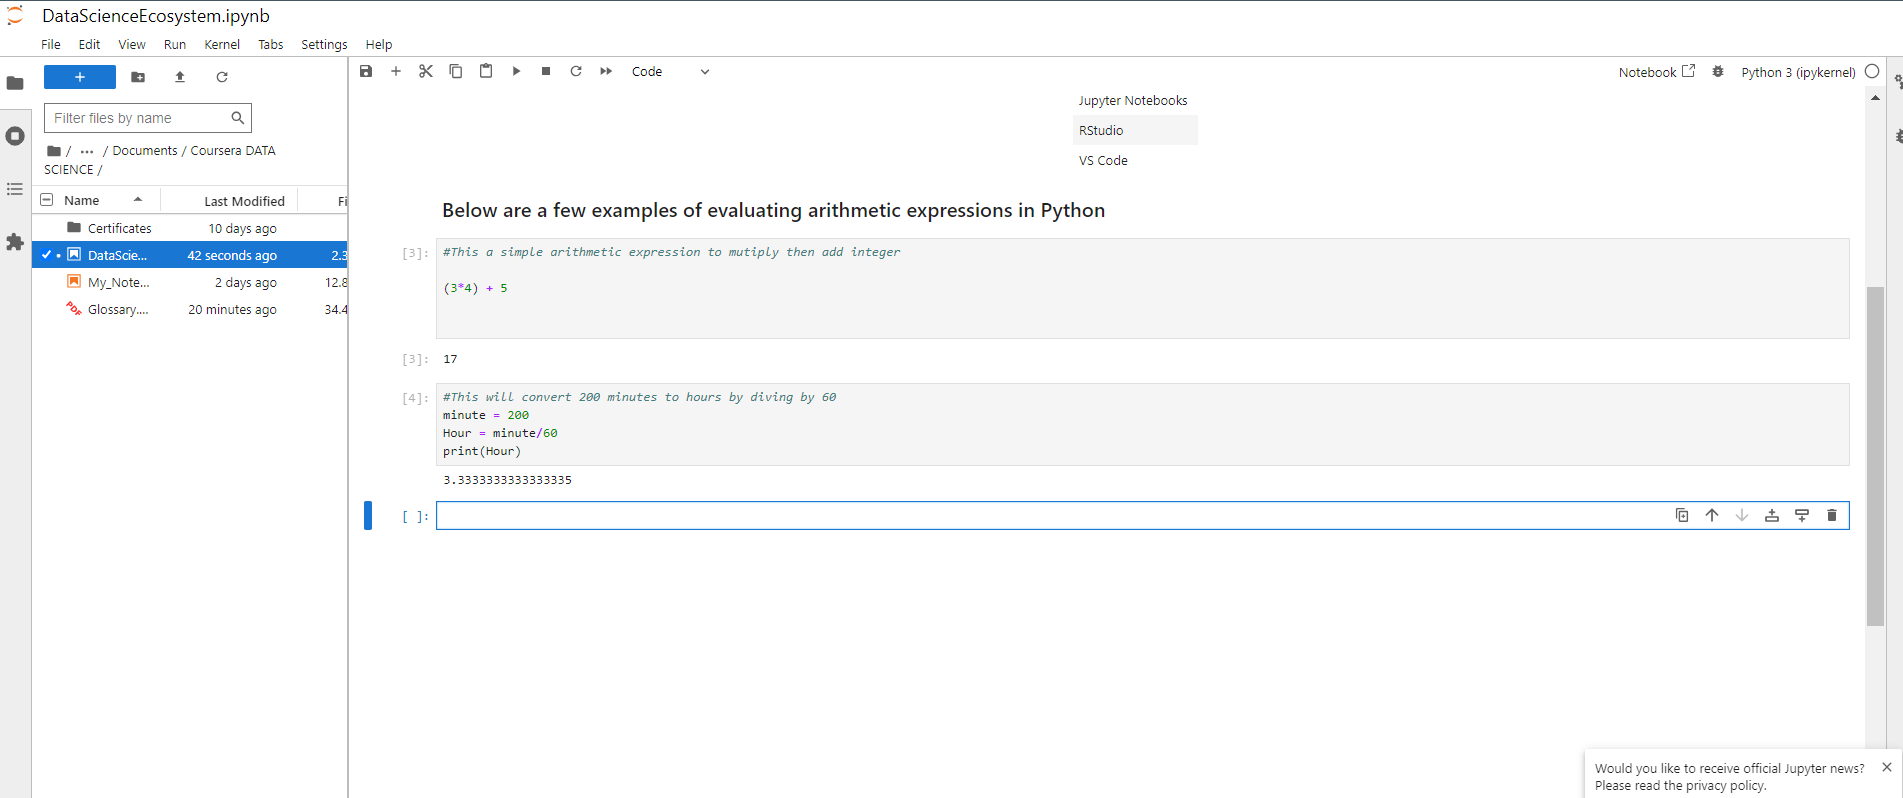 DataScienceEcosystem.ipynb
File Edit View Run Kernel Tabs Settings Help
+
Filter files by name
/ ··· / Documents / Coursera DATA
SCIENCE /
Name Last Modified Fi
Certificates 10 days ago
DataScie... 42 seconds ago 2.3
My_Note... 2 days ago 12.8
Glossary.... 20 minutes ago 34.4
Code
Notebook Python 3 (ipykernel)
Jupyter Notebooks
RStudio
VS Code
Below are a few examples of evaluating arithmetic expressions in Python
[3]: #This a simple arithmetic expression to mutiply then add integer
(3*4) + 5
[3]: 17
[4]: #This will convert 200 minutes to hours by diving by 60
minute = 200
Hour = minute/60
print(Hour)
3.3333333333333335
[ ]:
Would you like to receive official Jupyter news?
Please read the privacy policy.